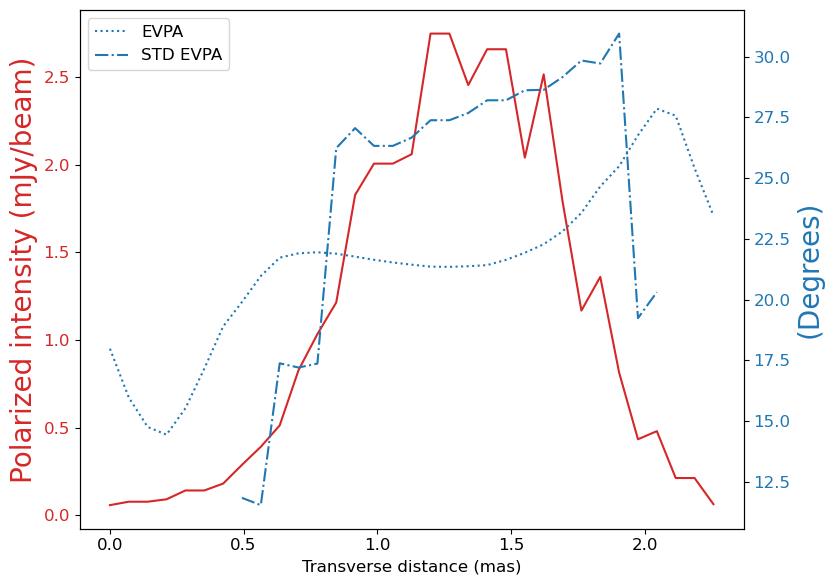 EVPA
STD EVPA
Polarized intensity (mJy/beam)
2.5
2.0
1.5
1.0
0.5
0.0
30.0
27.5
25.0
22.5
20.0
17.5
15.0
12.5
(Degrees)
0.0 0.5 1.0 1.5 2.0
Transverse distance (mas)